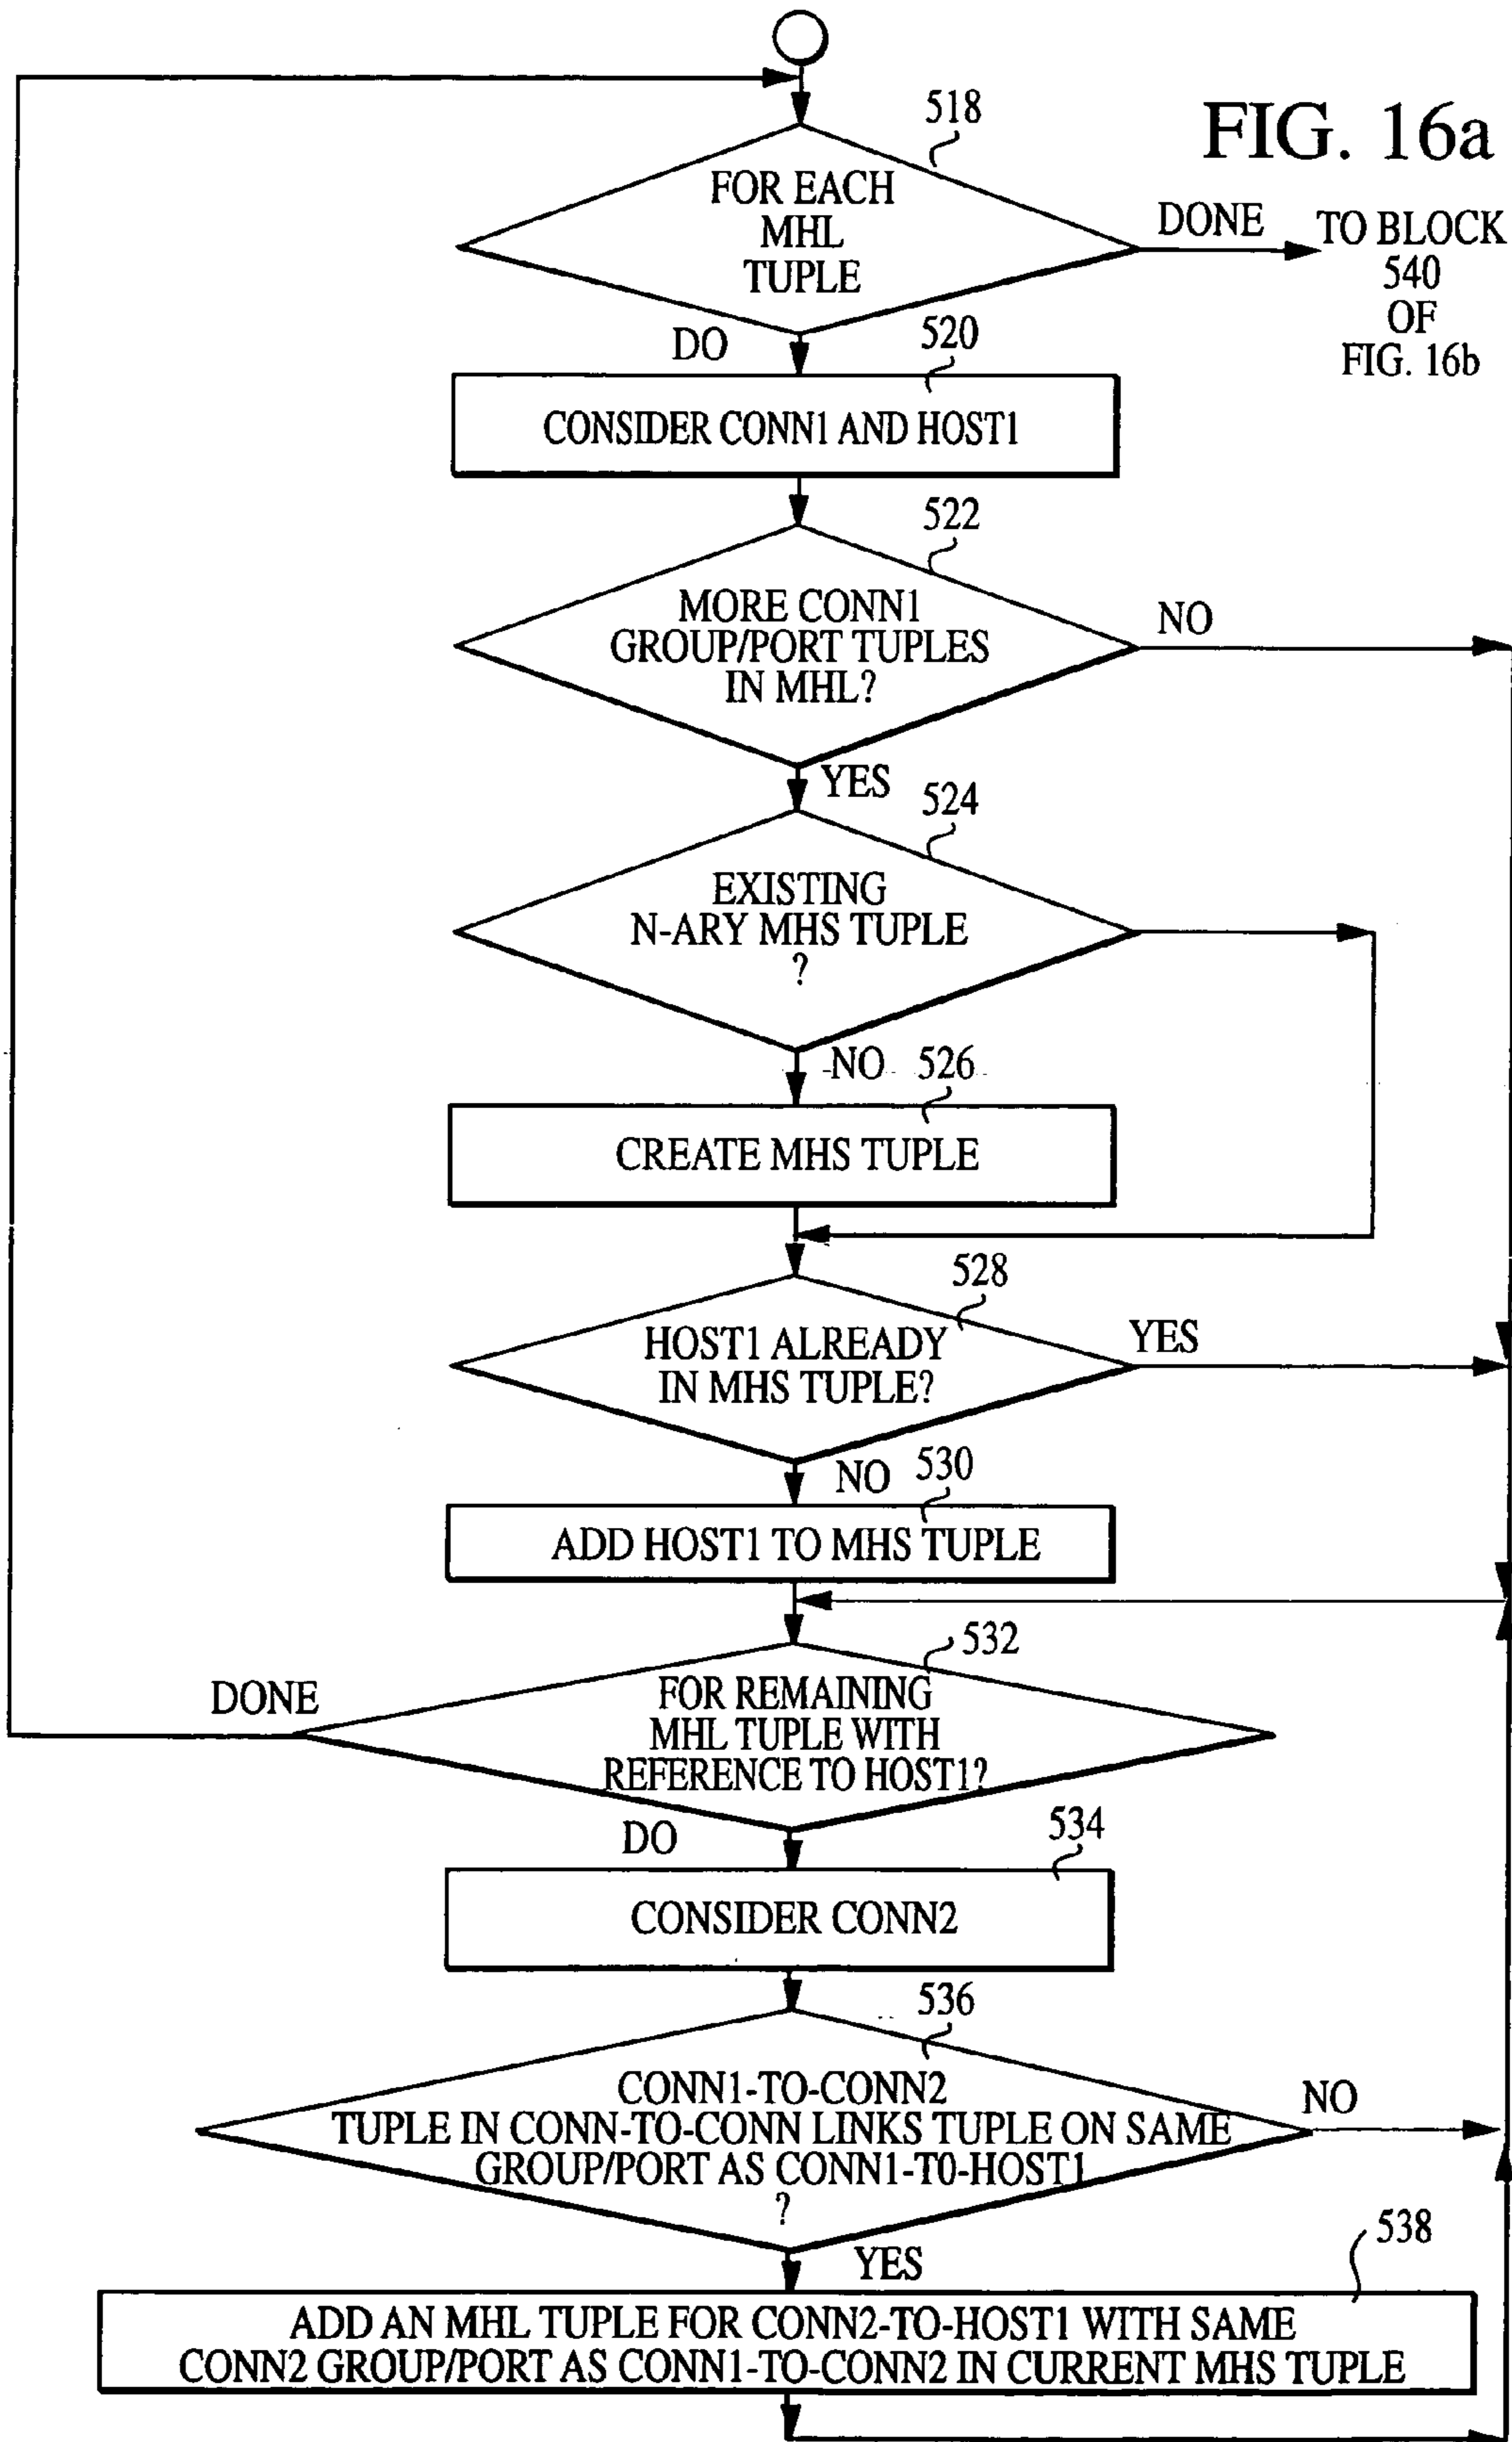 FIG. 16a
518
FOR EACH
MHL
TUPLE
DONE
TO BLOCK
540
OF
FIG. 16b
DO
520
CONSIDER CONN1 AND HOST1
522
MORE CONN1
GROUP/PORT TUPLES
IN MHL?
NO
YES
524
EXISTING
N-ARY MHS TUPLE
?
NO
526
CREATE MHS TUPLE
528
HOST1 ALREADY
IN MHS TUPLE?
YES
NO
530
ADD HOST1 TO MHS TUPLE
532
FOR REMAINING
MHL TUPLE WITH
REFERENCE TO HOST1?
DONE
DO
534
CONSIDER CONN2
536
CONN1-TO-CONN2
TUPLE IN CONN-TO-CONN LINKS TUPLE ON SAME
GROUP/PORT AS CONN1-T0-HOST1
?
NO
YES
538
ADD AN MHL TUPLE FOR CONN2-TO-HOST1 WITH SAME
CONN2 GROUP/PORT AS CONN1-TO-CONN2 IN CURRENT MHS TUPLE